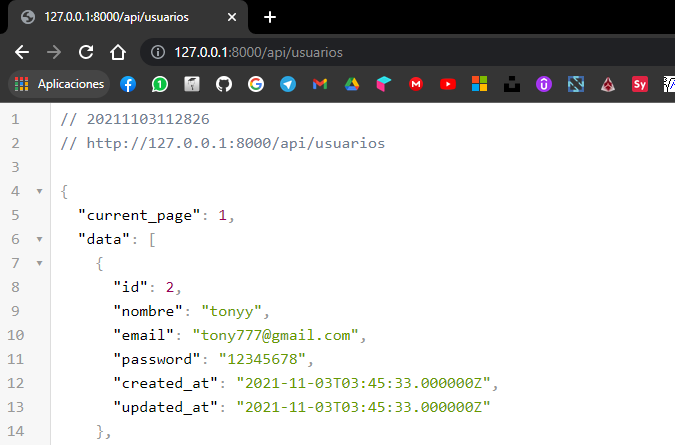 127.0.0.1:8000/api/usuarios
127.0.0.1:8000/api/usuarios
Aplicaciones
1 // 20211103112826
2 // http://127.0.0.1:8000/api/usuarios
3
4 {
5 "current_page": 1,
6 "data": [
7 {
8 "id": 2,
9 "nombre": "tonyy",
10 "email": "tony777@gmail.com",
11 "password": "12345678",
12 "created_at": "2021-11-03T03:45:33.000000Z",
13 "updated_at": "2021-11-03T03:45:33.000000Z"
14 },